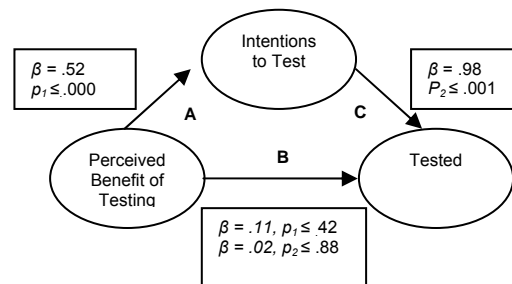 Intentions
to Test
β = .52
p₁ ≤ .000
β = .98
P₂ ≤ .001
A
C
B
Perceived
Benefit of
Testing
Tested
β = .11, p₁ ≤ .42
β = .02, p₂ ≤ .88